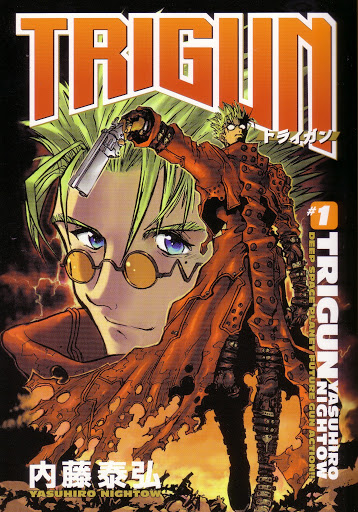 TRIGUN
トライガン
#1
TRIGUN
YASUHIRO NIGHTOW
DEEP SPACE PLANET FUTURE GUN ACTION!!
内藤泰弘
YASUHIRO NIGHTOW